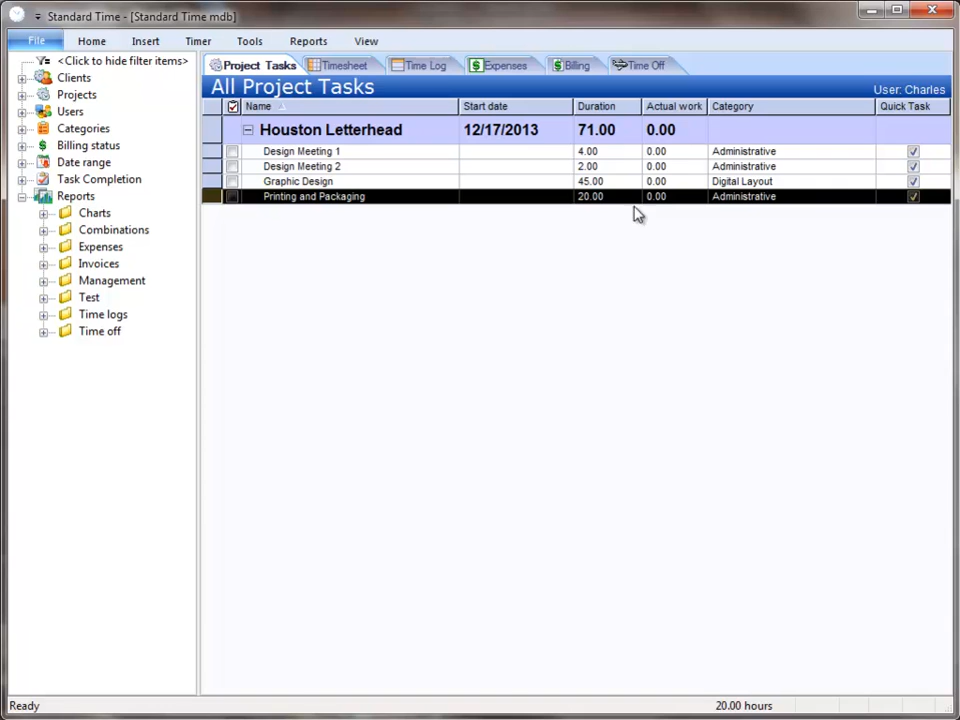 Standard Time - [Standard Time mdb]
File Home Insert Timer Tools Reports View
<Click to hide filter items>
Clients
Projects
Users
Categories
Billing status
Date range
Task Completion
Reports
Charts
Combinations
Expenses
Invoices
Management
Test
Time logs
Time off
Project Tasks Timesheet Time Log Expenses Billing Time Off
All Project Tasks User: Charles
Name Start date Duration Actual work Category Quick Task
Houston Letterhead 12/17/2013 71.00 0.00
Design Meeting 1 4.00 0.00 Administrative
Design Meeting 2 2.00 0.00 Administrative
Graphic Design 45.00 0.00 Digital Layout
Printing and Packaging 20.00 0.00 Administrative
Ready 20.00 hours